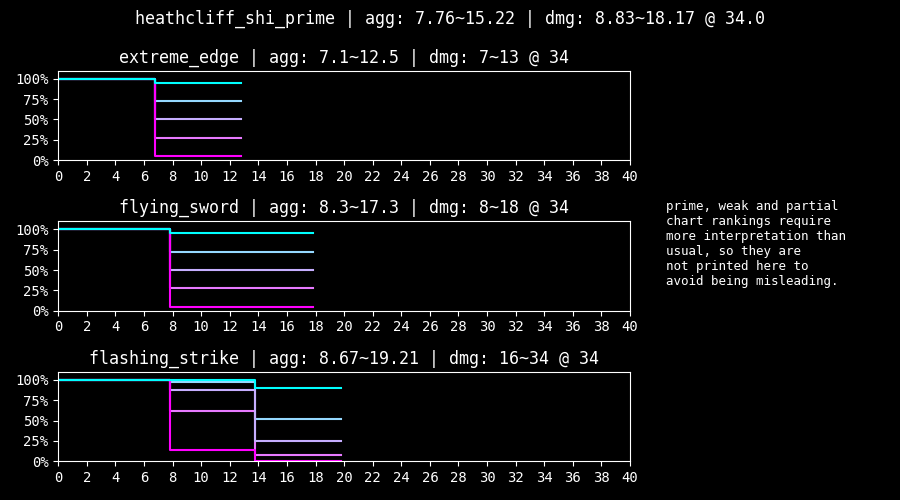 heathcliff_shi_prime | agg: 7.76~15.22 | dmg: 8.83~18.17 @ 34.0
extreme_edge | agg: 7.1~12.5 | dmg: 7~13 @ 34
100%
75%
50%
25%
0%
0 2 4 6 8 10 12 14 16 18 20 22 24 26 28 30 32 34 36 38 40
flying_sword | agg: 8.3~17.3 | dmg: 8~18 @ 34
100%
75%
50%
25%
0%
0 2 4 6 8 10 12 14 16 18 20 22 24 26 28 30 32 34 36 38 40
prime, weak and partial
chart rankings require
more interpretation than
usual, so they are
not printed here to
avoid being misleading.
flashing_strike | agg: 8.67~19.21 | dmg: 16~34 @ 34
100%
75%
50%
25%
0%
0 2 4 6 8 10 12 14 16 18 20 22 24 26 28 30 32 34 36 38 40